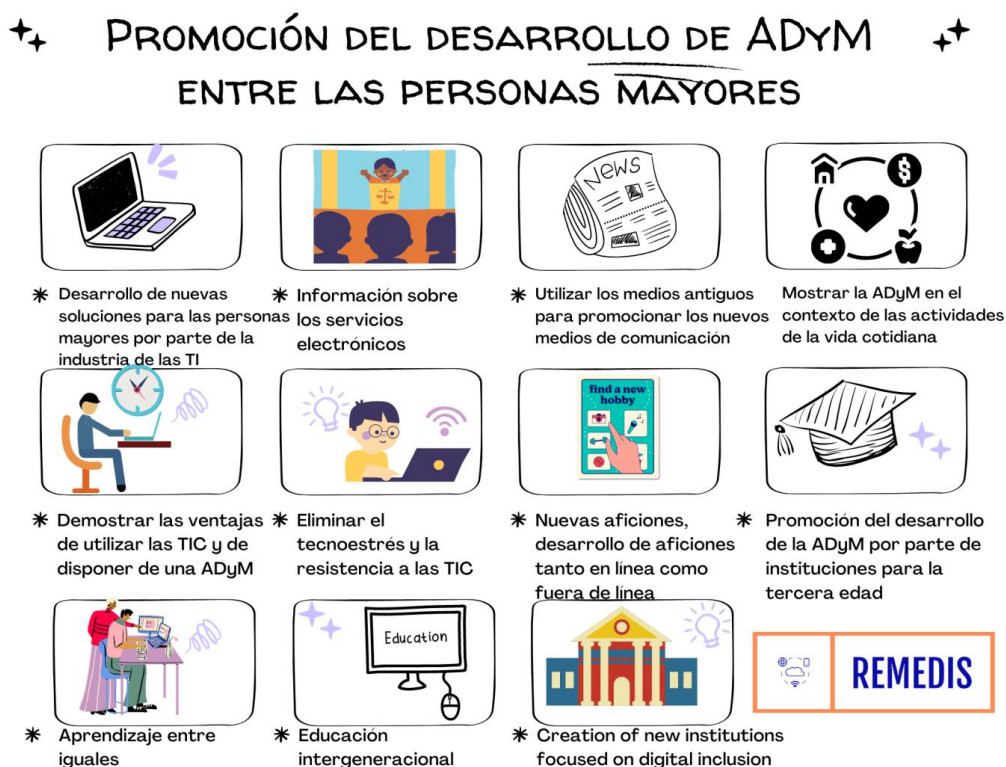 PROMOCIÓN DEL DESARROLLO DE ADYM
ENTRE LAS PERSONAS MAYORES
NEWS
$
* Desarrollo de nuevas
soluciones para las personas
mayores por parte de la
industria de las TI
* Información sobre
los servicios
electrónicos
* Utilizar los medios antiguos
para promocionar los nuevos
medios de comunicación
Mostrar la ADyM en el
contexto de las actividades
de la vida cotidiana
find a new
hobby
* Demostrar las ventajas
de utilizar las TIC y de
disponer de una ADyM
* Eliminar el
tecnoestrés y la
resistencia a las TIC
* Nuevas aficiones,
desarrollo de aficiones
tanto en línea como
fuera de línea
* Promoción del desarrollo
de la ADyM por parte de
instituciones para la
tercera edad
Education
REMEDIS
* Aprendizaje entre
iguales
* Educación
intergeneracional
* Creation of new institutions
focused on digital inclusion